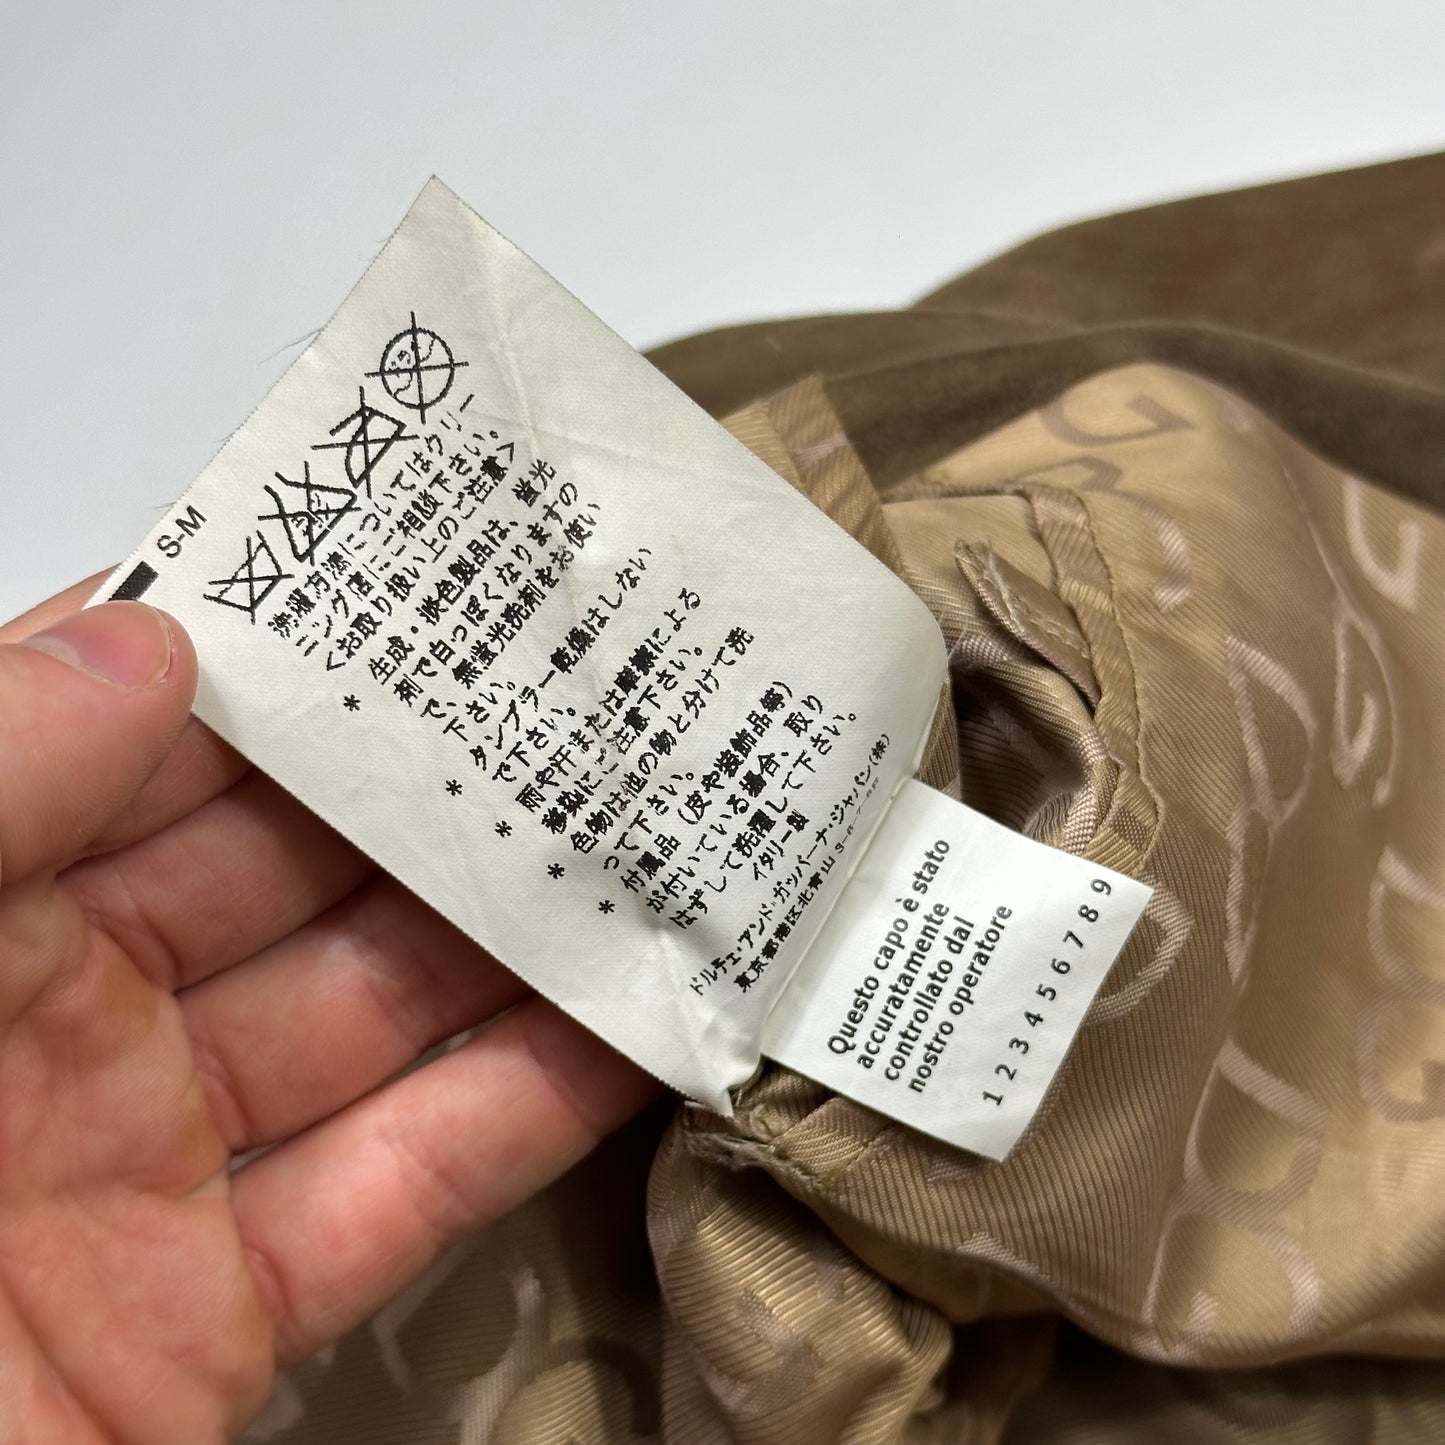 S-M
洗濯方法についてはクリー
ニング店にご相談下さい。
<お取り扱い上のご注意>
* 生成・淡色製品は、蛍光
剤で白っぽくなりますの
で、無蛍光洗剤をお使い
下さい。
* タンブラー乾燥はしない
で下さい。
* 雨や汗または摩擦による
移染にご注意下さい。
* 色物は他の物と分けて洗
って下さい。
* 付属品(皮や装飾品等)
が付いている場合、取り
はずして洗濯して下さい。
イタリー製
ドルチェ・アンド・ガッバーナ・ジャパン(株)
東京都港区北青山
Questo capo è stato
accuratamente
controllato dal
nostro operatore
1 2 3 4 5 6 7 8 9